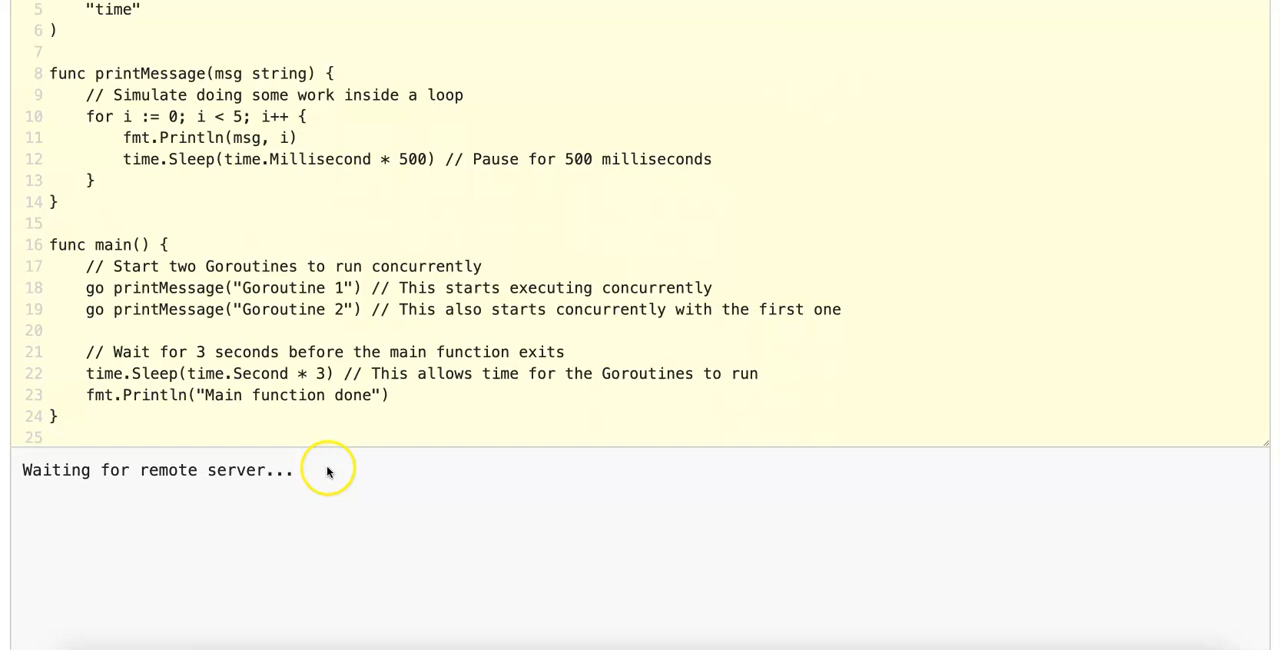 5     "time"
6 )
7
8 func printMessage(msg string) {
9     // Simulate doing some work inside a loop
10     for i := 0; i < 5; i++ {
11         fmt.Println(msg, i)
12         time.Sleep(time.Millisecond * 500) // Pause for 500 milliseconds
13     }
14 }
15
16 func main() {
17     // Start two Goroutines to run concurrently
18     go printMessage("Goroutine 1") // This starts executing concurrently
19     go printMessage("Goroutine 2") // This also starts concurrently with the first one
20
21     // Wait for 3 seconds before the main function exits
22     time.Sleep(time.Second * 3) // This allows time for the Goroutines to run
23     fmt.Println("Main function done")
24 }
25
Waiting for remote server...